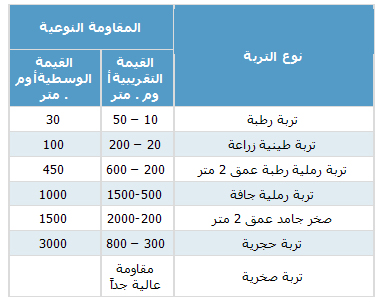 نوع التربة
المقاومة النوعية
القيمة
التقريبيةأ
وم . متر
القيمة
الوسطيةأوم
. متر
تربة رطبة
10 – 50
30
تربة طينية زراعة
20 – 200
100
تربة رملية رطبة عمق 2 متر
200 – 600
450
تربة رملية جافة
500-1500
1000
صخر جامد عمق 2 متر
200-2000
1500
تربة حجرية
300 – 800
3000
تربة صخرية
مقاومة
عالية جداً